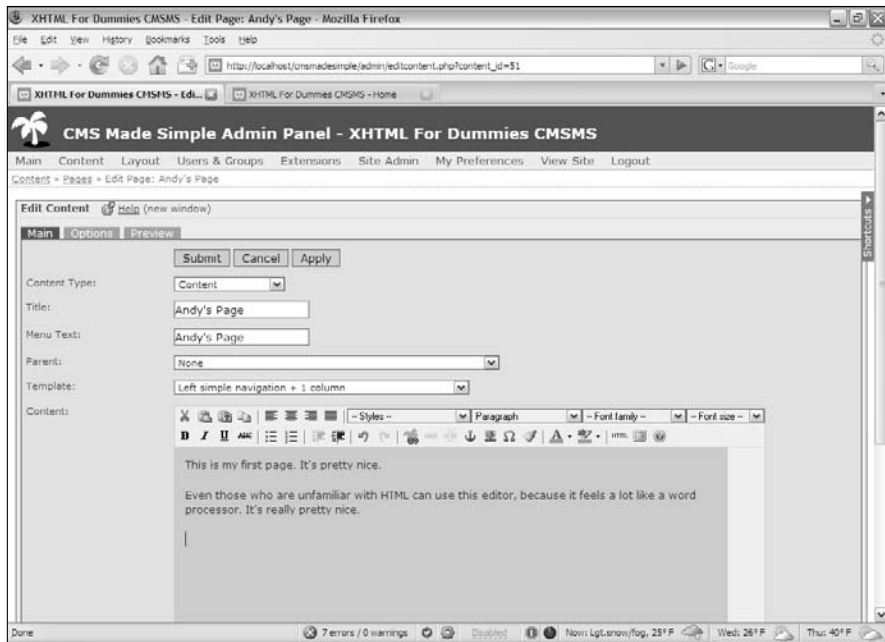 XHTML For Dummies CMSMS - Edit Page: Andy's Page - Mozilla Firefox
File Edit View History Bookmarks Tools Help
http://localhost/cmsmadesimple/admin/editcontent.php?content_id=51
Google
XHTML For Dummies CMSMS - Edi...
XHTML For Dummies CMSMS - Home
CMS Made Simple Admin Panel - XHTML For Dummies CMSMS
Main Content Layout Users & Groups Extensions Site Admin My Preferences View Site Logout
Content » Pages » Edit Page: Andy's Page
Shortcuts
Edit Content Help (new window)
Main Options Preview
Submit Cancel Apply
Content Type: Content
Title: Andy's Page
Menu Text: Andy's Page
Parent: None
Template: Left simple navigation + 1 column
Content:
-- Styles -- Paragraph -- Font family -- -- Font size --
B I U ABC HTML
This is my first page. It's pretty nice.
Even those who are unfamiliar with HTML can use this editor, because it feels a lot like a word
processor. It's really pretty nice.
Done 7 errors / 0 warnings Disabled Now: Lgt.snow/fog, 25° F Wed: 26° F Thu: 40° F